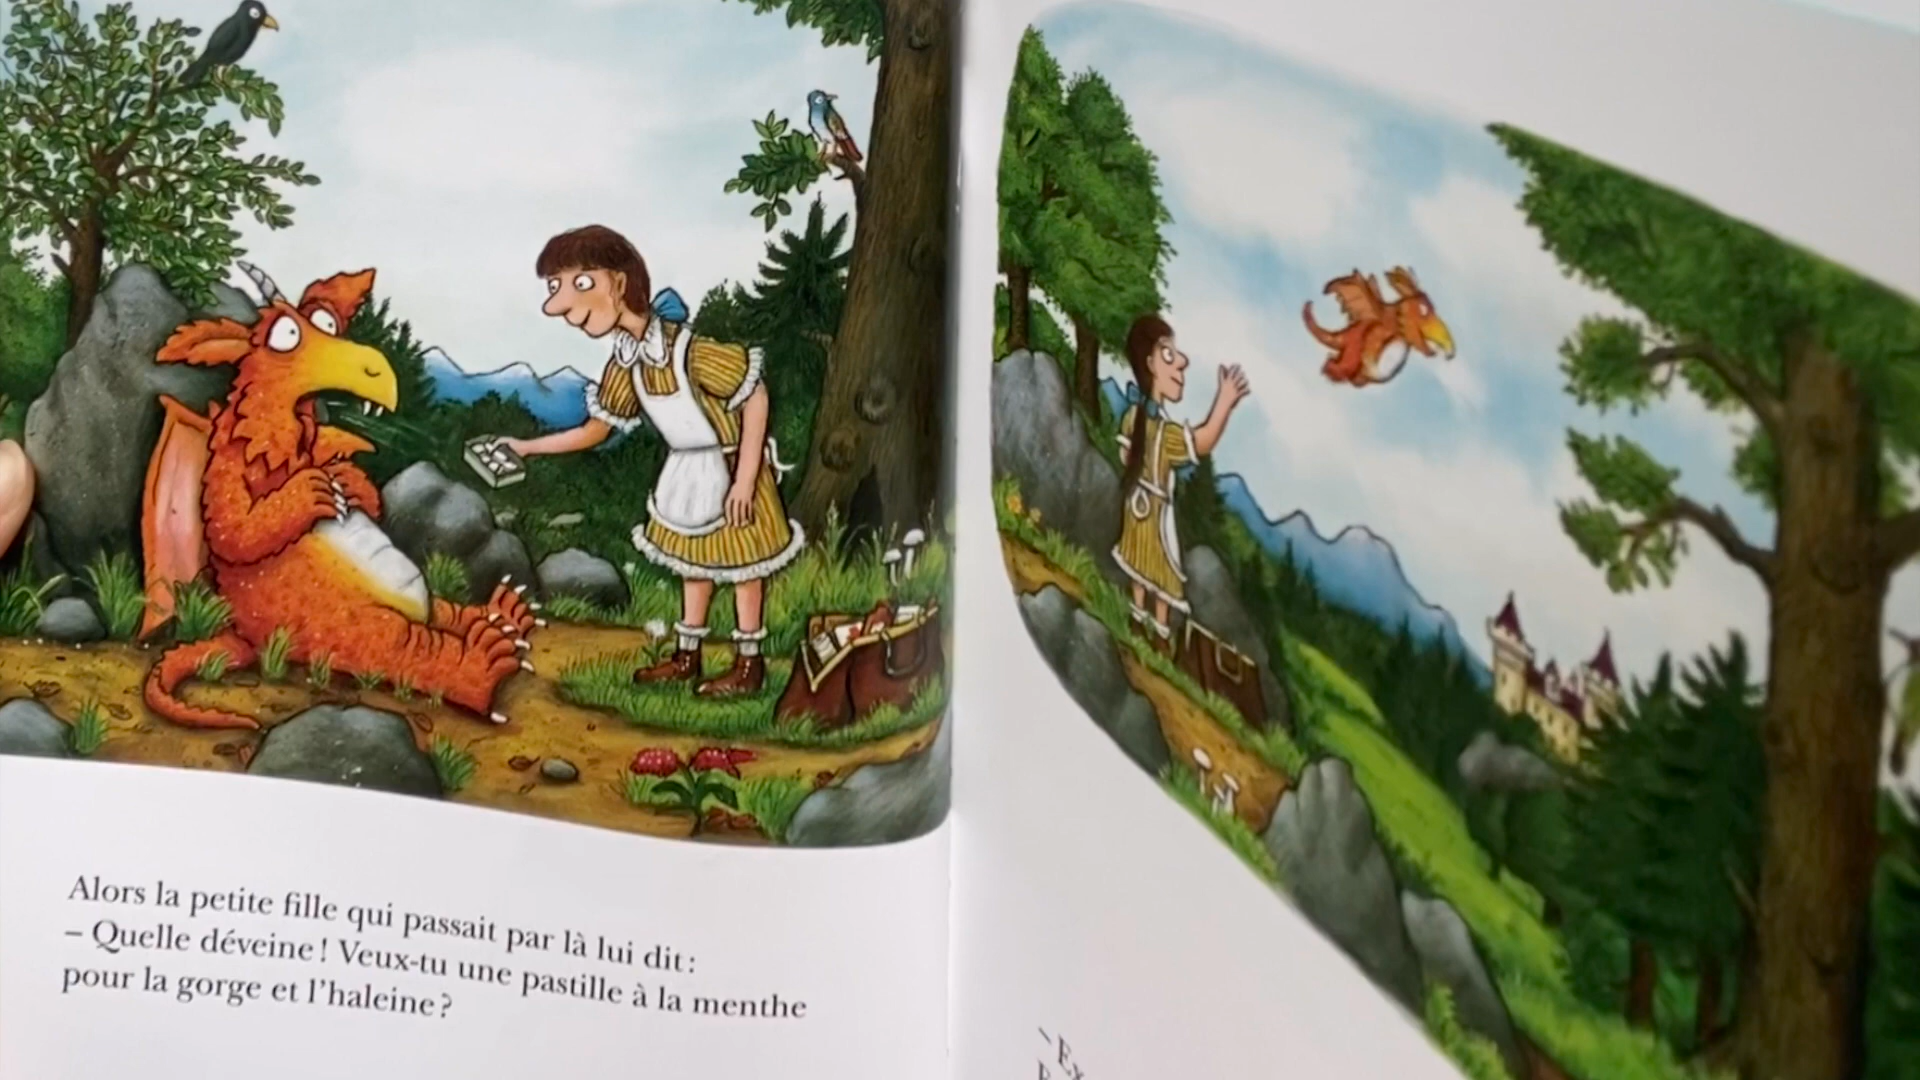 Alors la petite fille qui passait par là lui dit :
– Quelle déveine ! Veux-tu une pastille à la menthe
pour la gorge et l'haleine ?